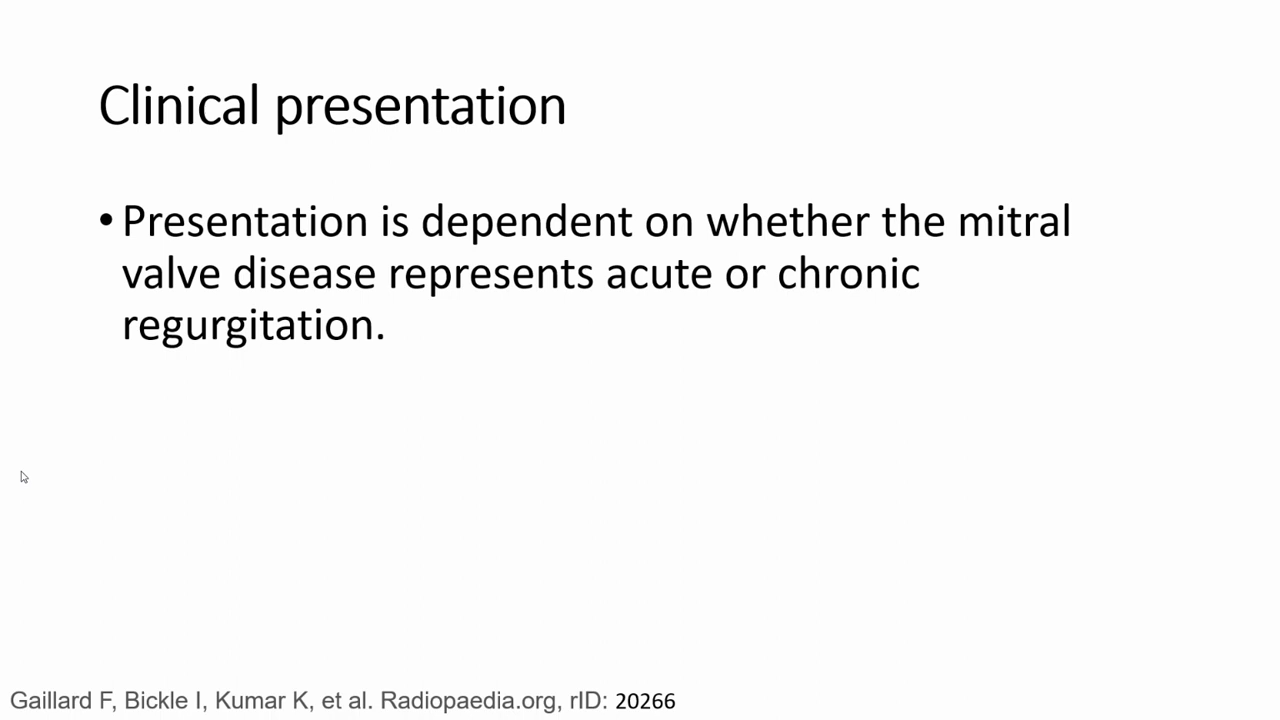 Clinical presentation
• Presentation is dependent on whether the mitral
valve disease represents acute or chronic
regurgitation.
Gaillard F, Bickle I, Kumar K, et al. Radiopaedia.org, rID: 20266